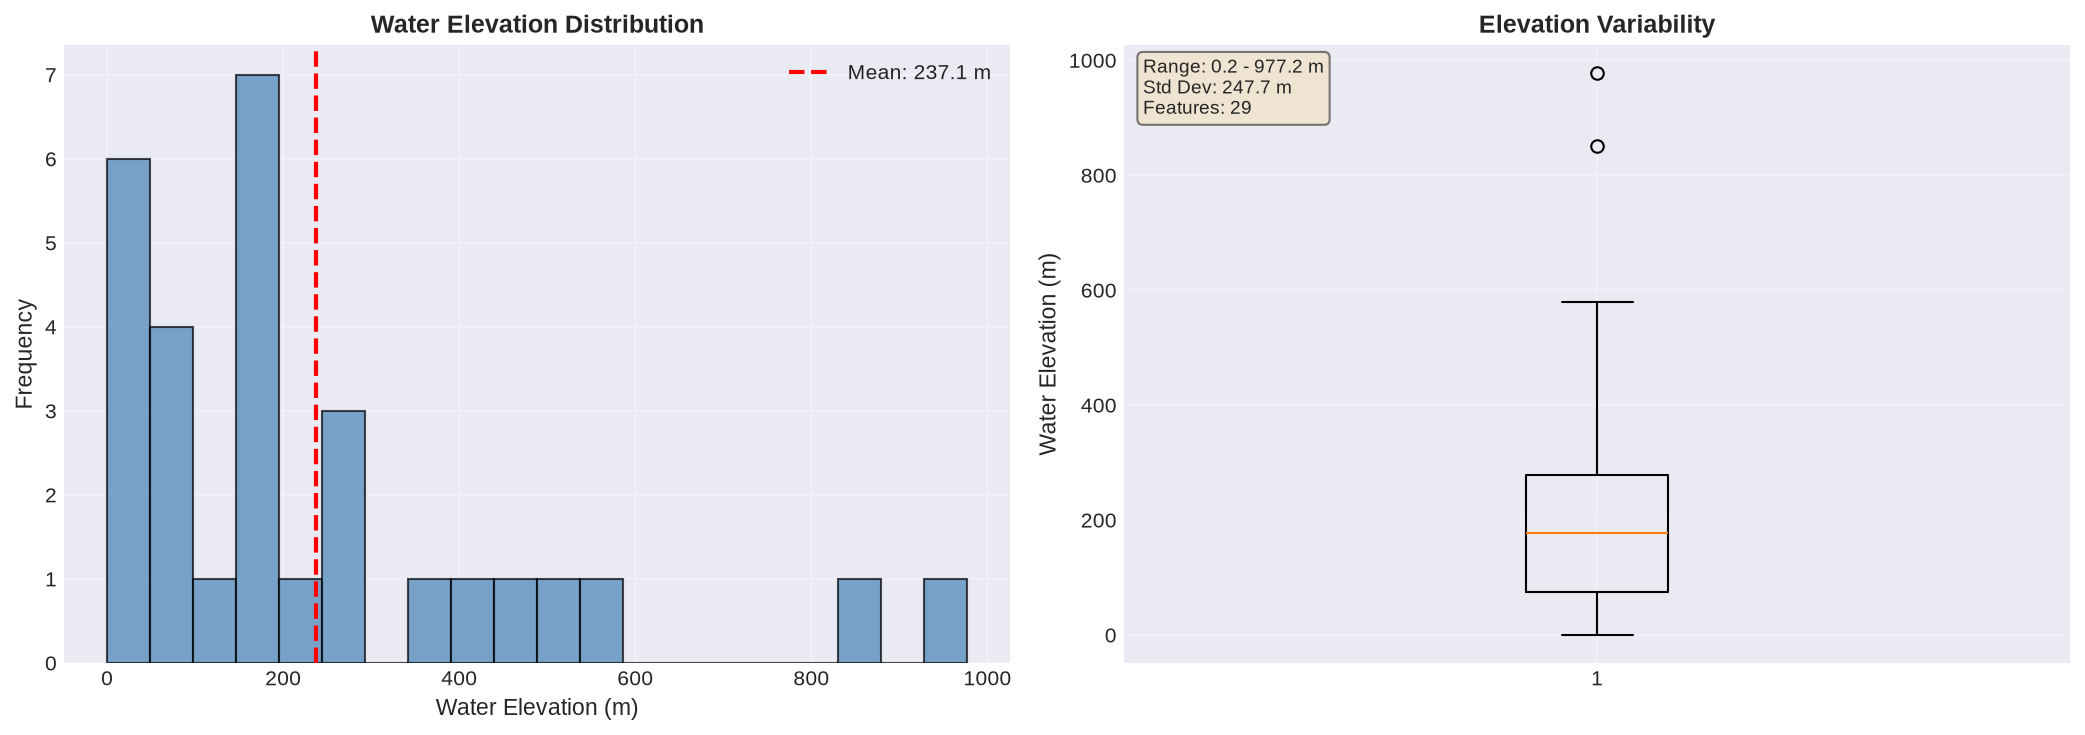 Water Elevation Distribution
7
6
5
4
3
2
1
0
Frequency
Mean: 237.1 m
0 200 400 600 800 1000
Water Elevation (m)
Elevation Variability
1000
800
600
400
200
0
Water Elevation (m)
Range: 0.2 - 977.2 m
Std Dev: 247.7 m
Features: 29
1